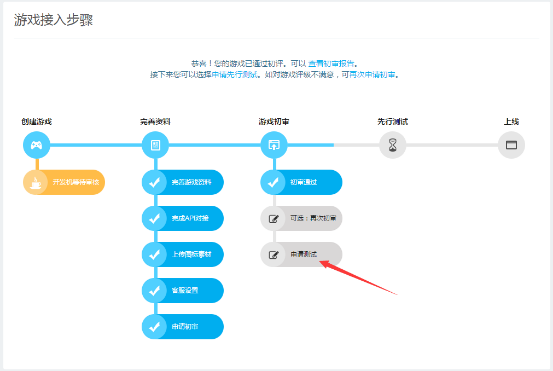 游戏接入步骤
恭喜！您的游戏已通过初评。可以 查看初审报告。
接下来您可以选择申请先行测试。如对游戏评级不满意，可再次申请初审。
创建游戏
完善资料
游戏初审
先行测试
上线
开发机等待审核
完善游戏资料
初审通过
完成API对接
可选：再次初审
上传图标素材
申请测试
客服设置
申请初审